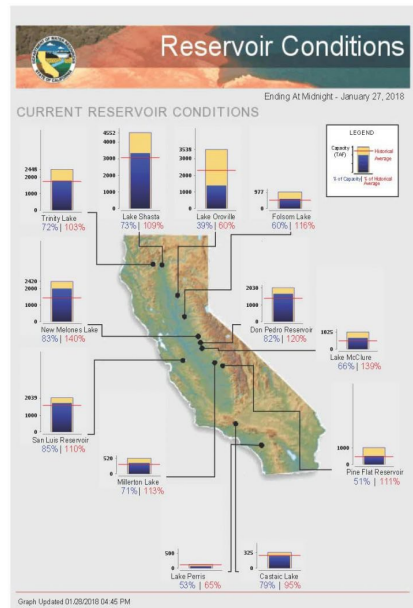 Reservoir Conditions
Ending At Midnight - January 27, 2018
CURRENT RESERVOIR CONDITIONS
LEGEND
Capacity
(TAF)
Historical
Average
% of Capacity | % of Historical
Average
2448
2000
1000
0
Trinity Lake
72% | 103%
4552
4000
3000
2000
1000
0
Lake Shasta
73% | 109%
3538
3000
2000
1000
0
Lake Oroville
39% | 60%
977
0
Folsom Lake
60% | 116%
2420
2000
1000
0
New Melones Lake
83% | 140%
2030
1000
0
Don Pedro Reservoir
82% | 120%
1025
0
Lake McClure
66% | 139%
2039
1000
0
San Luis Reservoir
85% | 110%
520
0
Millerton Lake
71% | 113%
1000
0
Pine Flat Reservoir
51% | 111%
500
0
Lake Perris
53% | 65%
325
0
Castaic Lake
79% | 95%
Graph Updated 01/28/2018 04:45 PM